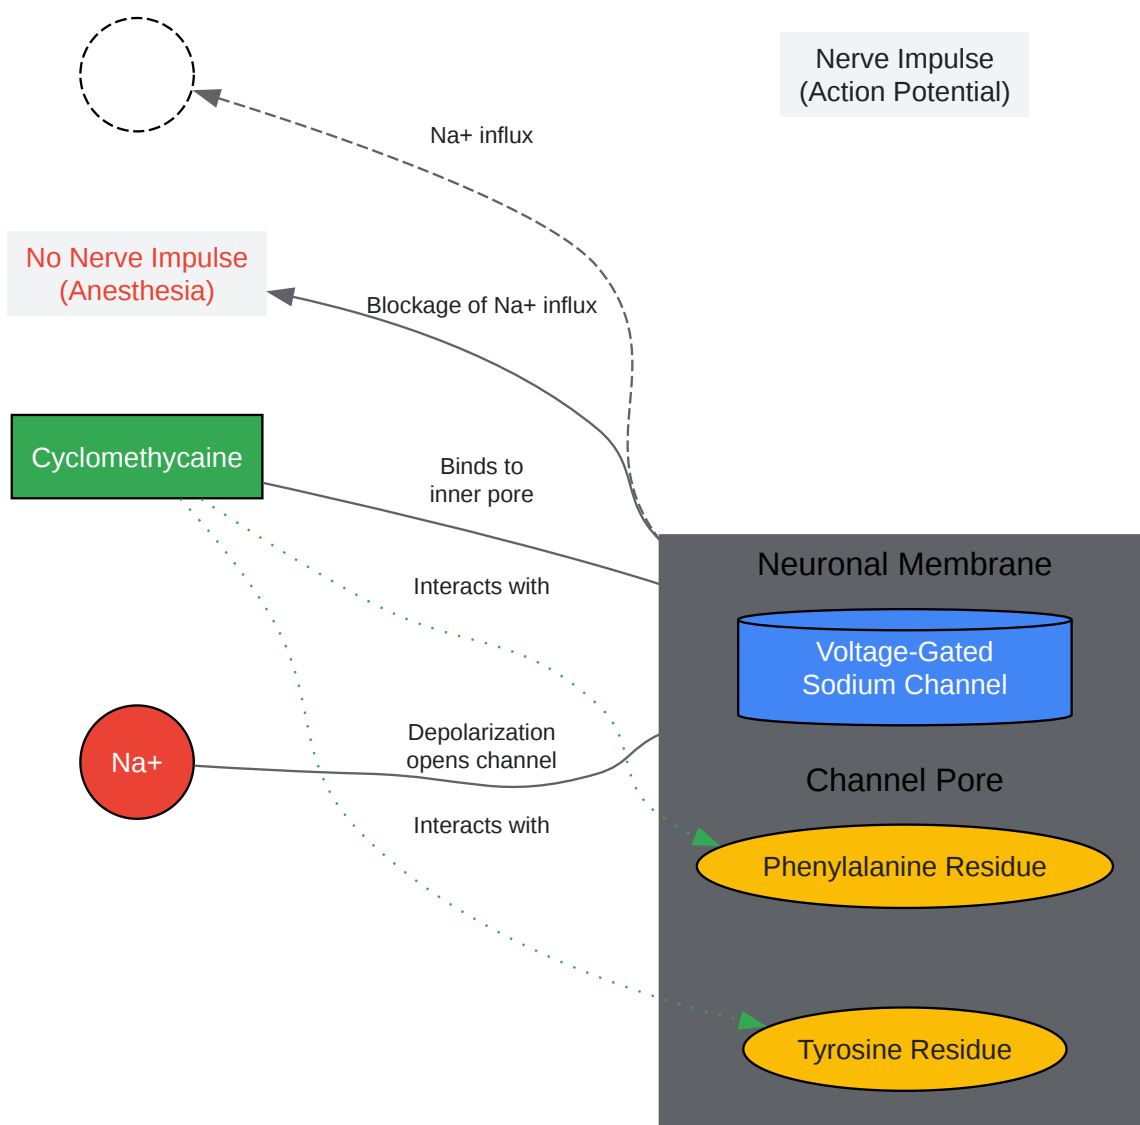 Nerve Impulse
(Action Potential)
Na+ influx
No Nerve Impulse
(Anesthesia)
Blockage of Na+ influx
Cyclomethycaine
Binds to
inner pore
Interacts with
Neuronal Membrane
Voltage-Gated
Sodium Channel
Na+
Depolarization
opens channel
Channel Pore
Interacts with
Phenylalanine Residue
Tyrosine Residue